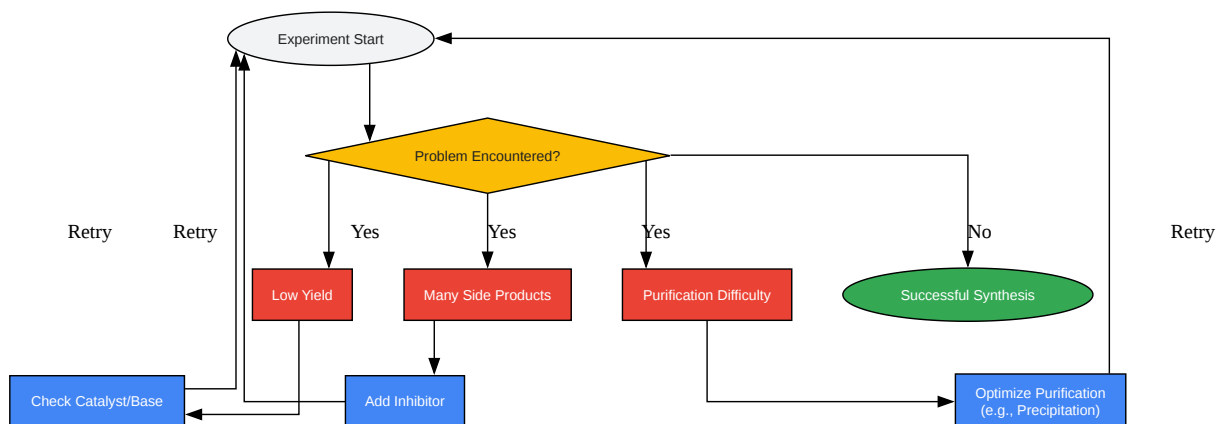 Experiment Start
Problem Encountered?
Retry
Retry
Yes
Yes
Yes
No
Retry
Low Yield
Many Side Products
Purification Difficulty
Successful Synthesis
Check Catalyst/Base
Add Inhibitor
Optimize Purification
(e.g., Precipitation)